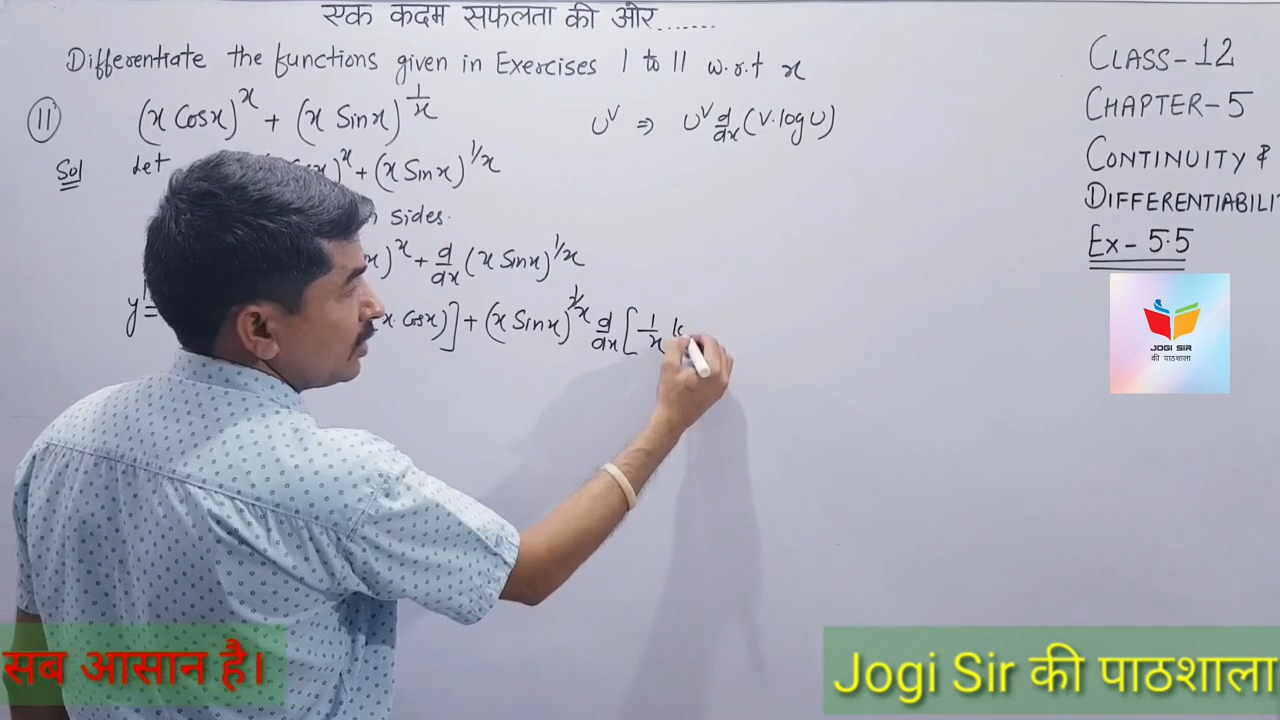 एक कदम सफलता की ओर.......
Differentiate the functions given in Exercises 1 to 11 w.r.t x
(11) (x Cosx)^x + (x Sinx)^(1/x)
U^V ⇒ U^V d/dx (V.logU)
Sol Let x)^x + (x Sinx)^(1/x)
sides.
x)^x + d/dx (x Sinx)^(1/x)
y' = x. Cosx)] + (x Sinx)^(1/x) d/dx [1/x l
CLASS-12
CHAPTER-5
CONTINUITY &
DIFFERENTIABILI
Ex-5.5
JOGI SIR
की पाठशाला
सब आसान है।
Jogi Sir की पाठशाला